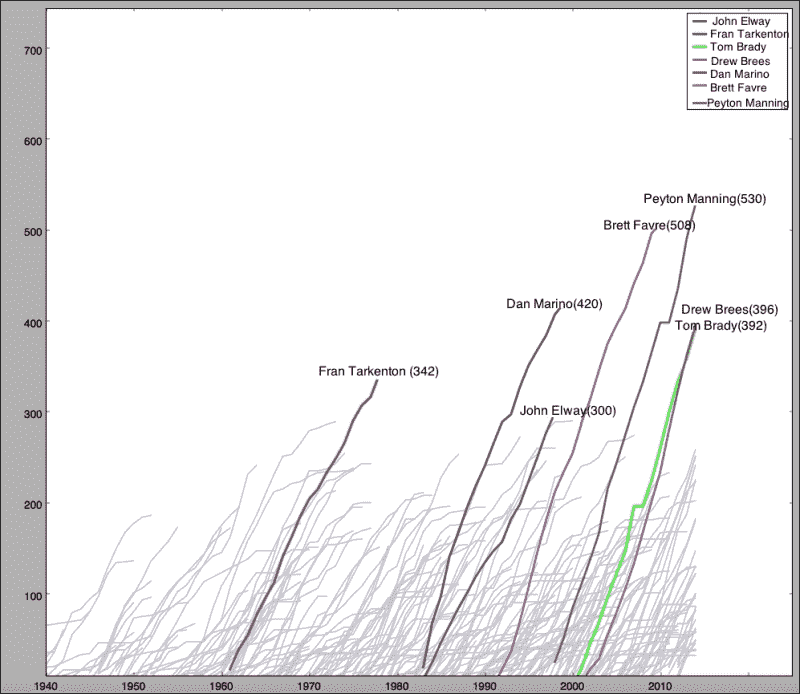 700
600
500
400
300
200
100
1940
1950
1960
1970
1980
1990
2000
2010
John Elway
Fran Tarkenton
Tom Brady
Drew Brees
Dan Marino
Brett Favre
Peyton Manning
Peyton Manning(530)
Brett Favre(508)
Dan Marino(420)
Drew Brees(396)
Tom Brady(392)
Fran Tarkenton (342)
John Elway(300)